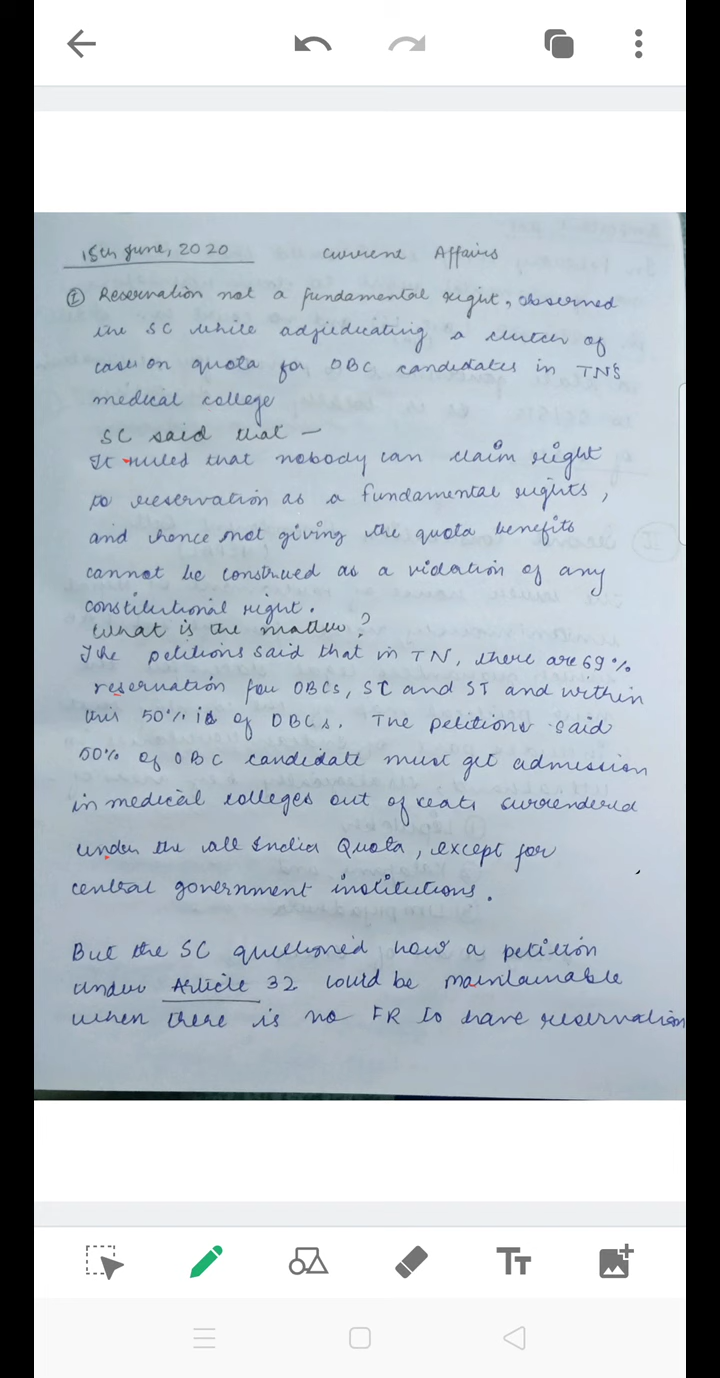 15th June, 2020 Current Affairs
① Reservation not a fundamental right, observed
the SC while adjudicating a clutch of
cases on quota for OBC candidates in TN's
medical college
SC said that –
It ruled that nobody can claim right
to reservation as a fundamental rights,
and hence not giving the quota benefits
cannot be construed as a violation of any
constitutional right.
What is the matter?
The petitions said that in TN, there are 69%
reservation for OBCs, SC and ST and within
this 50% is of OBCs. The petitions said
50% of OBC candidate must get admission
in medical colleges out of seats surrendered
under the all India Quota, except for
central government institutions.
But the SC questioned how a petition
under Article 32 could be maintainable
when there is no FR to have reservation
TT